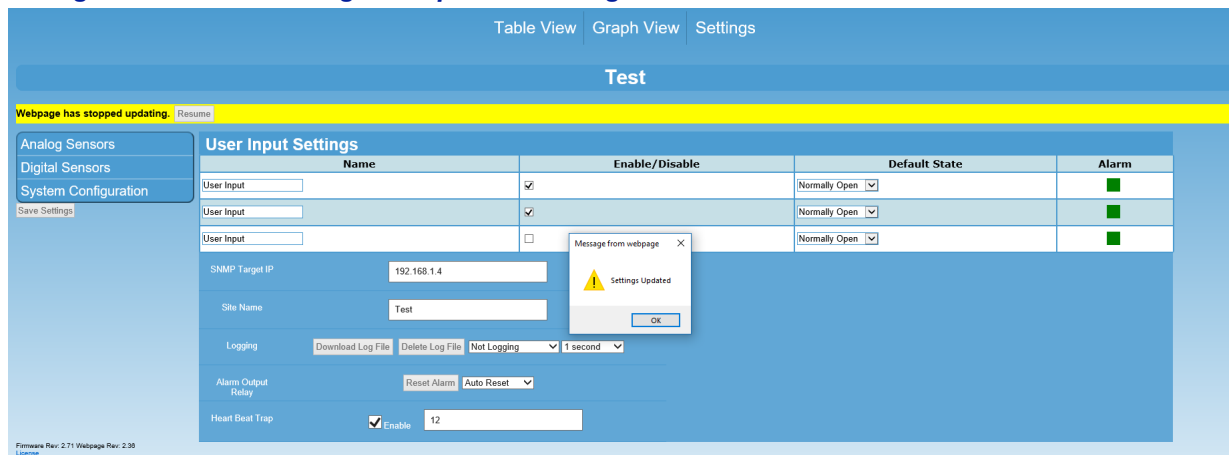 Table View Graph View Settings
Test
Webpage has stopped updating. Resume
Analog Sensors
Digital Sensors
System Configuration
Save Settings
User Input Settings
Name Enable/Disable Default State Alarm
User Input Normally Open
User Input Normally Open
User Input Normally Open
Message from webpage
Settings Updated
OK
SNMP Target IP 192.168.1.4
Site Name Test
Logging Download Log File Delete Log File Not Logging 1 second
Alarm Output Relay Reset Alarm Auto Reset
Heart Beat Trap Enable 12
Firmware Rev: 2.71 Webpage Rev: 2.36
License